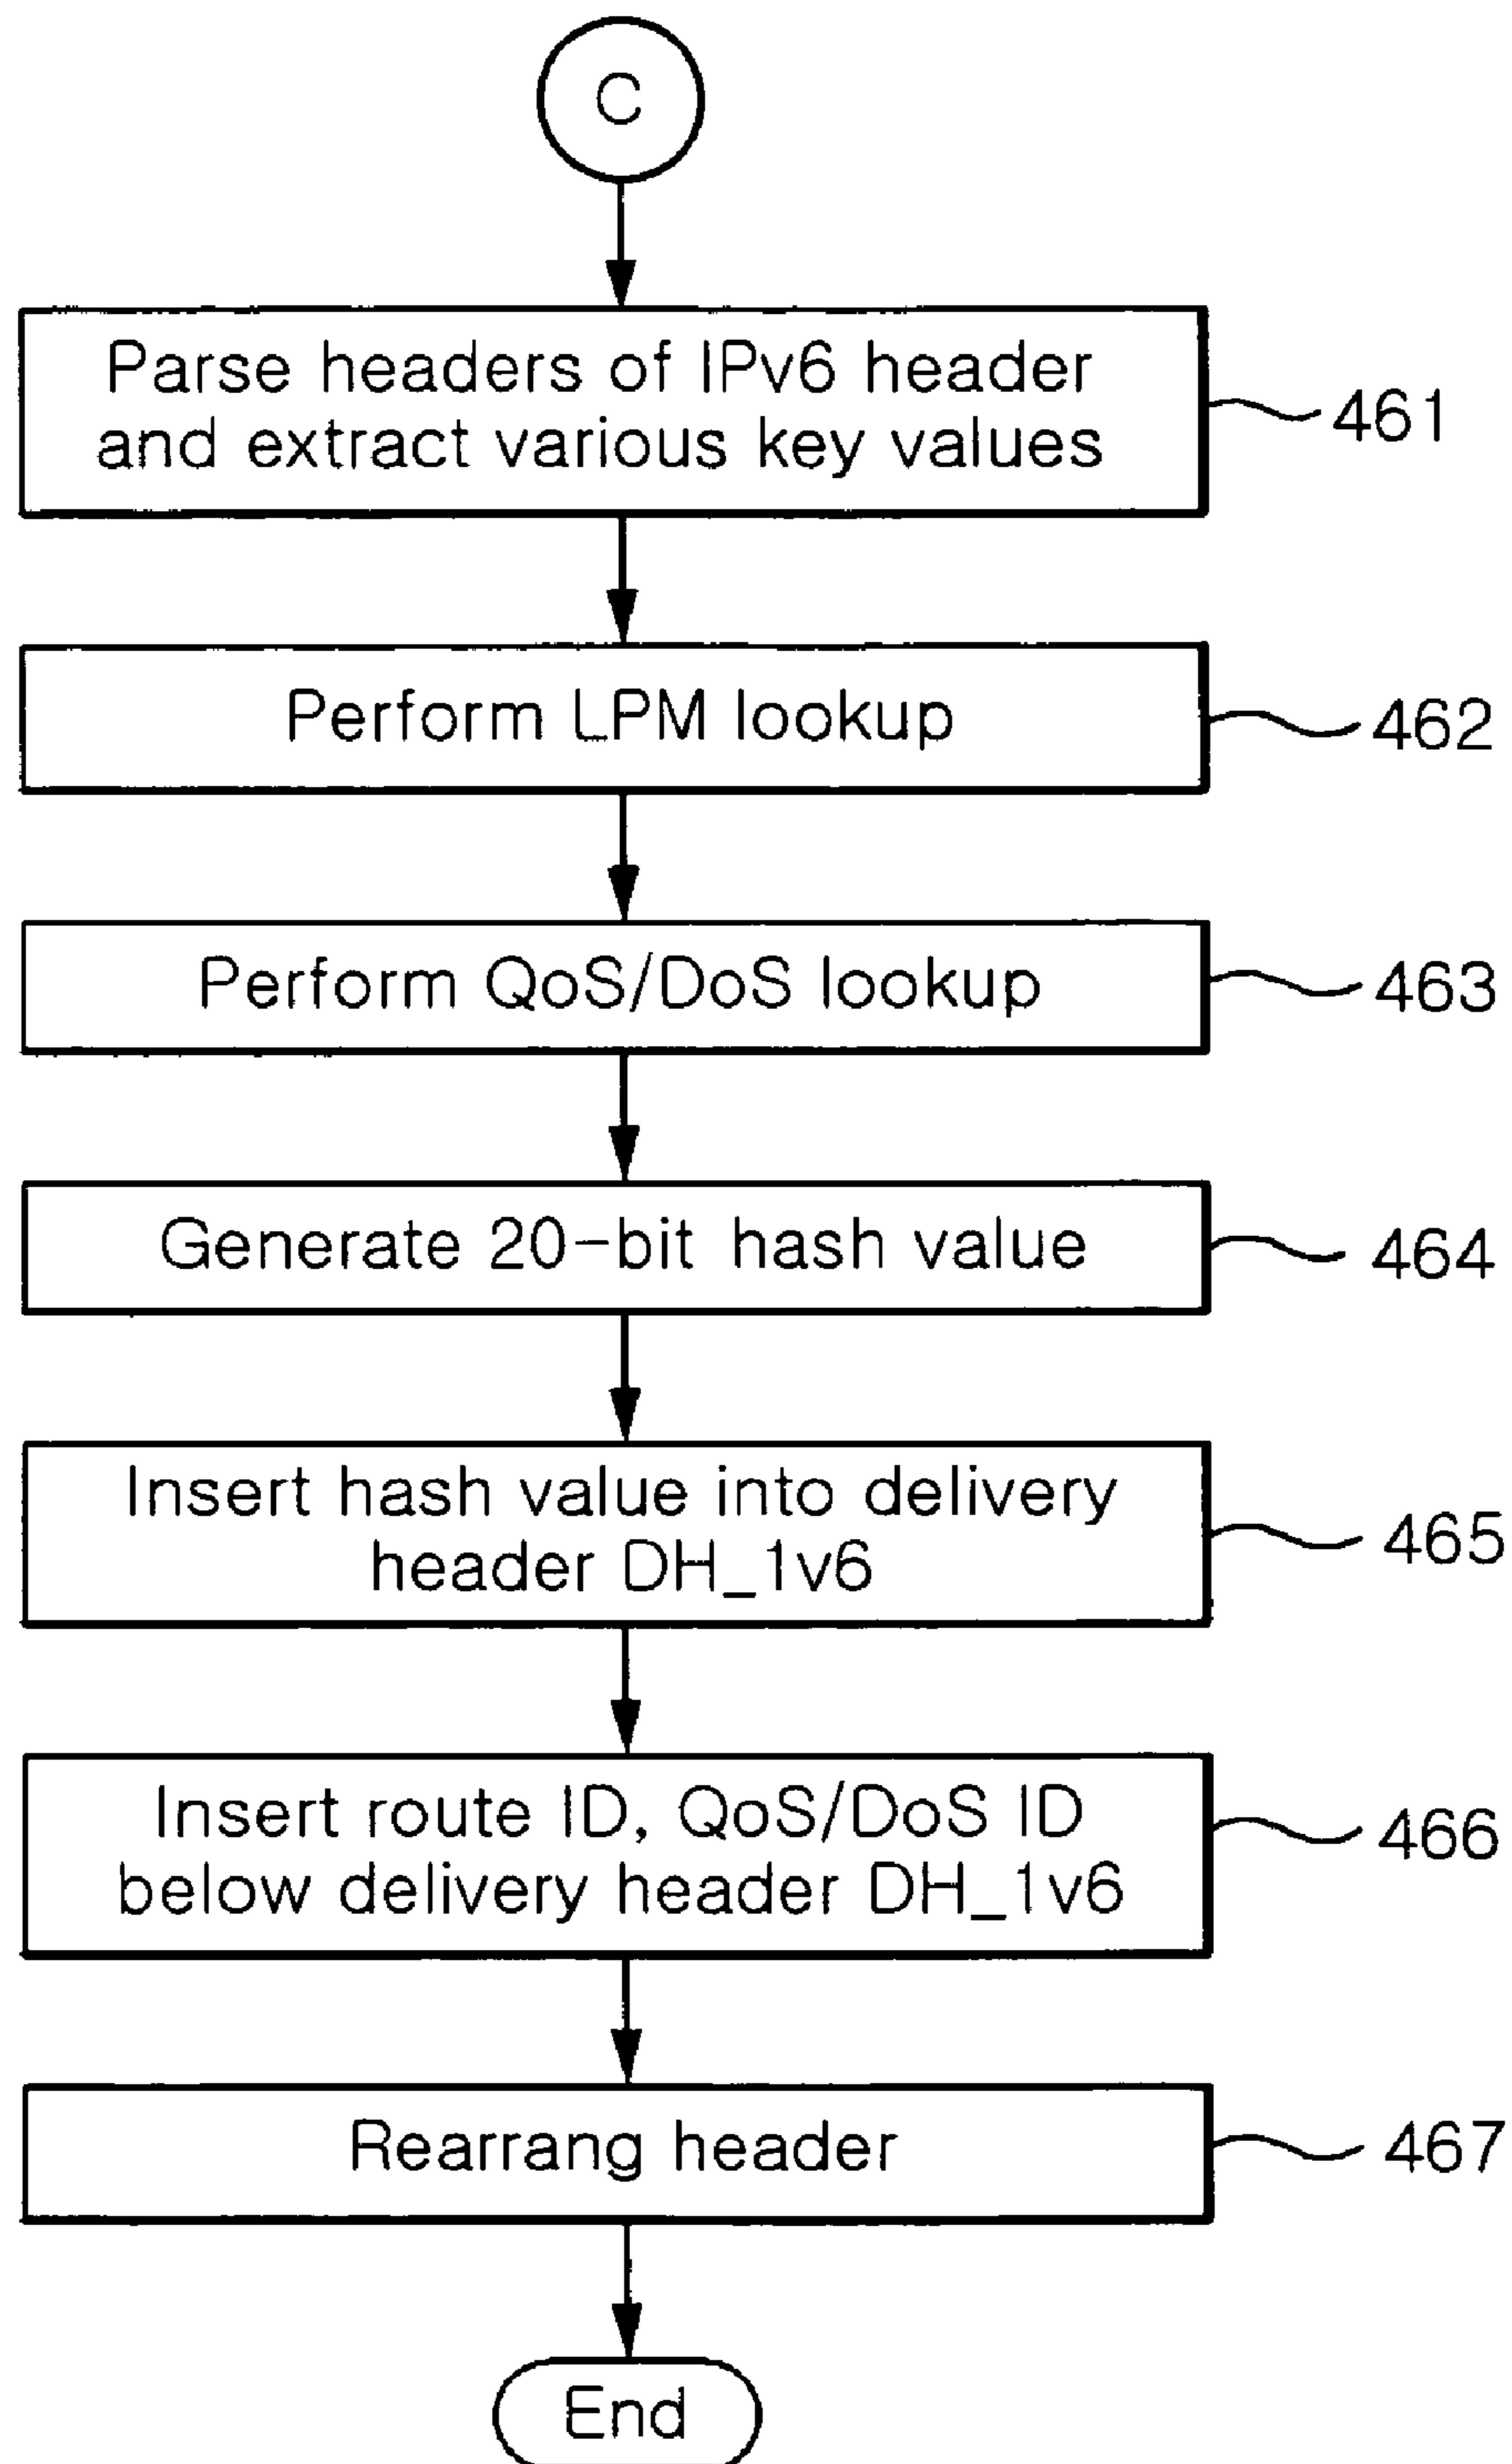 C
Parse headers of IPv6 header
and extract various key values
461
Perform LPM lookup
462
Perform QoS/DoS lookup
463
Generate 20-bit hash value
464
Insert hash value into delivery
header DH_1v6
465
Insert route ID, QoS/DoS ID
below delivery header DH_1v6
466
Rearrang header
467
End